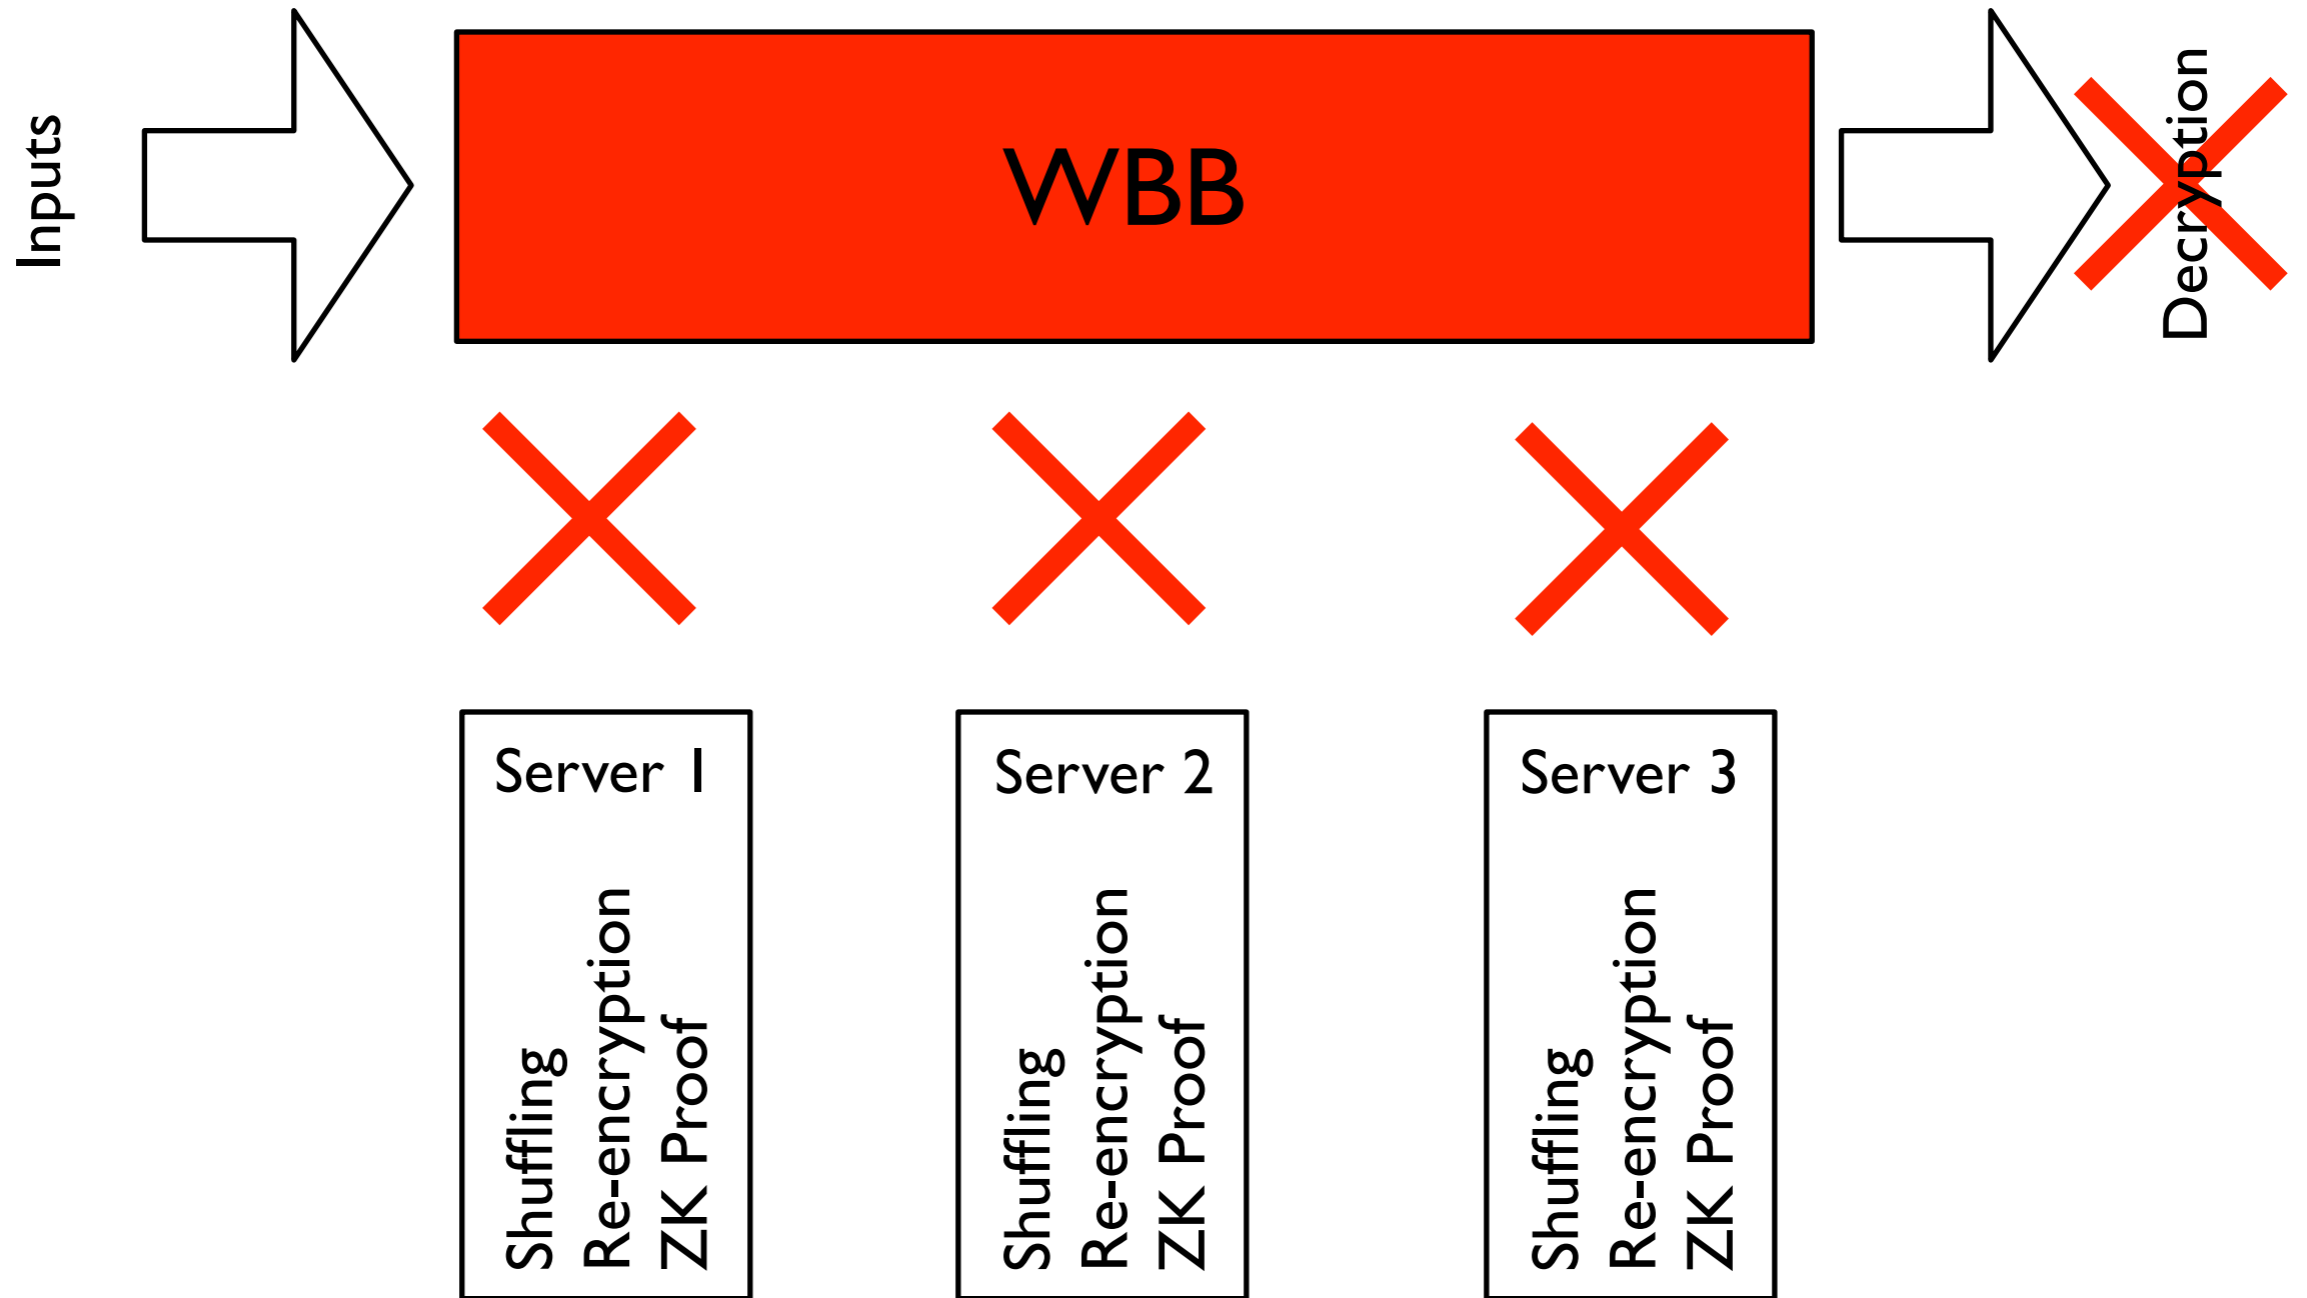 Inputs
WBB
Decryption
Server 1
Shuffling
Re-encryption
ZK Proof
Server 2
Shuffling
Re-encryption
ZK Proof
Server 3
Shuffling
Re-encryption
ZK Proof